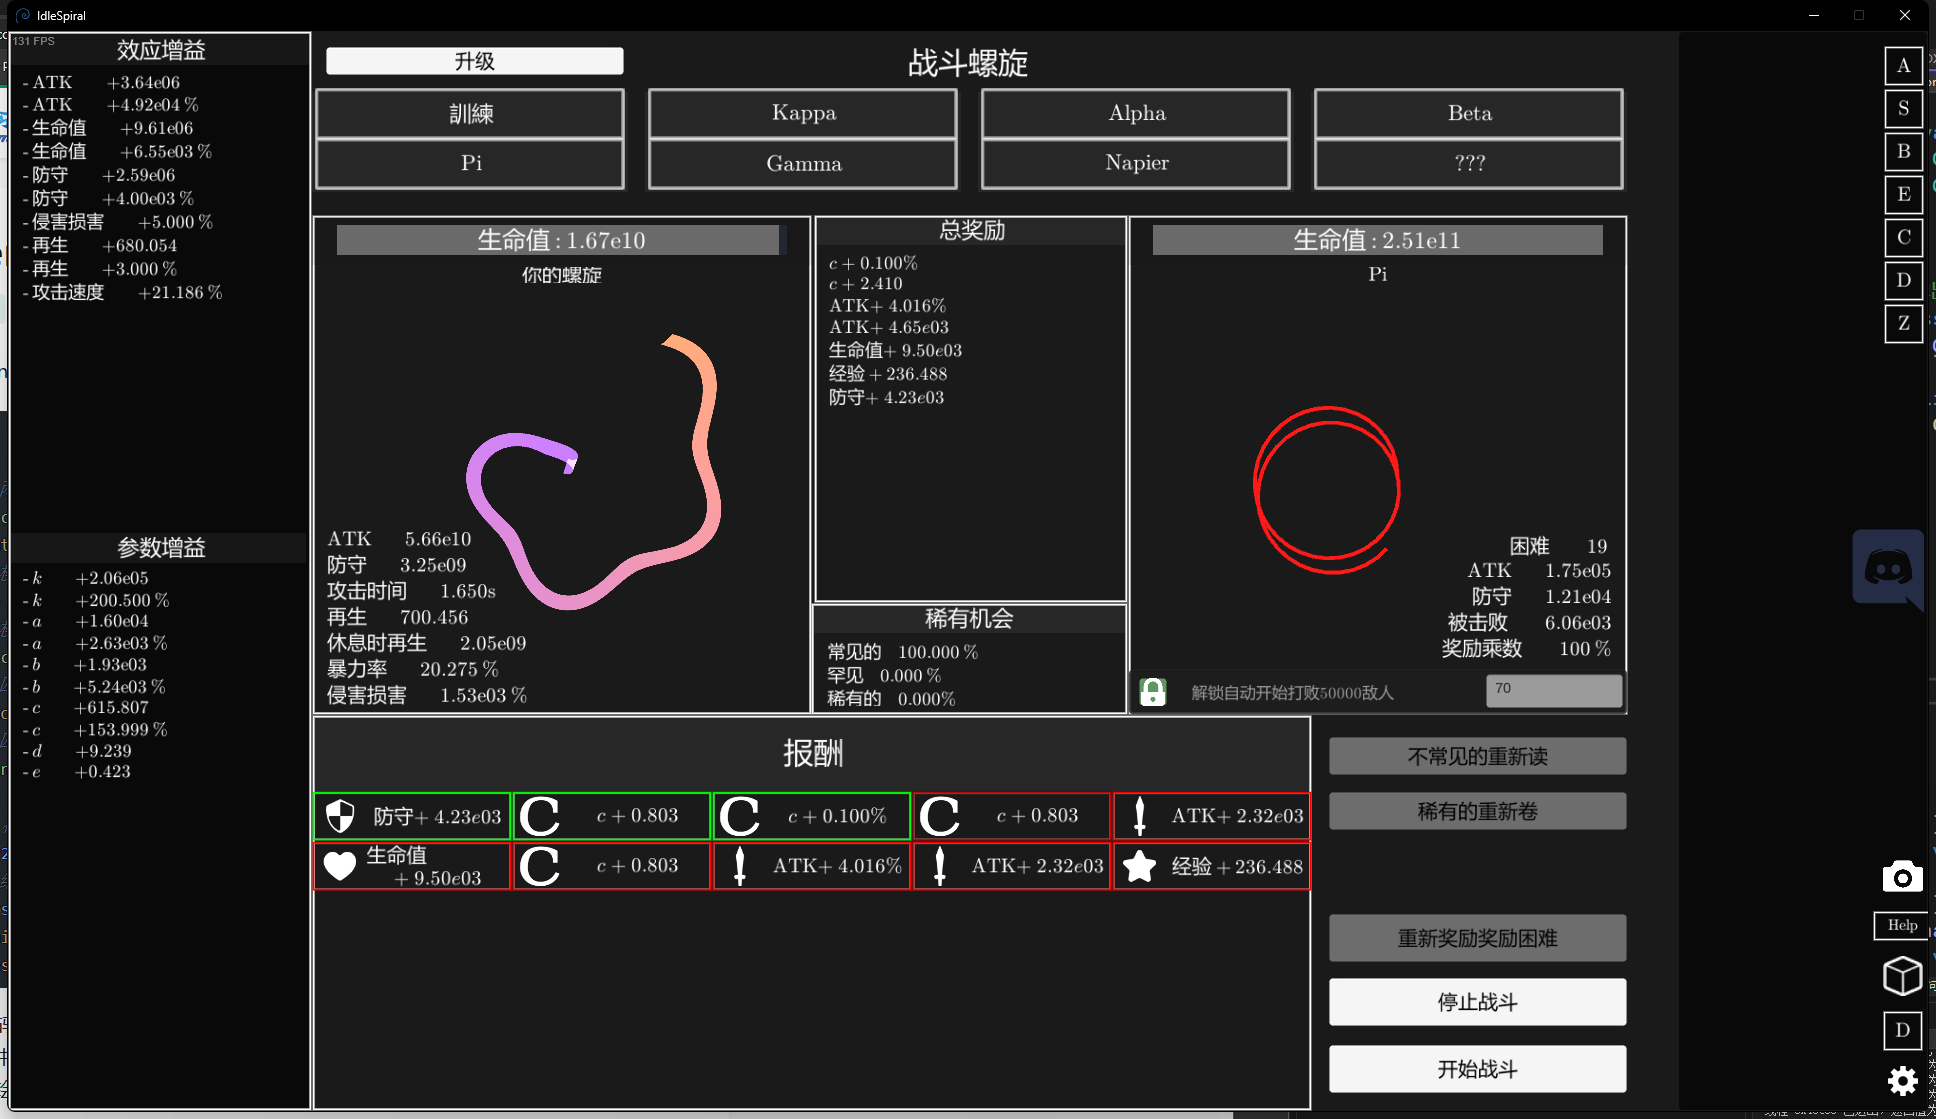 IdleSpiral
131 FPS
效应增益
- ATK +3.64e06
- ATK +4.92e04 %
- 生命值 +9.61e06
- 生命值 +6.55e03 %
- 防守 +2.59e06
- 防守 +4.00e03 %
- 侵害损害 +5.000 %
- 再生 +680.054
- 再生 +3.000 %
- 攻击速度 +21.186 %
参数增益
- k +2.06e05
- k +200.500 %
- a +1.60e04
- a +2.63e03 %
- b +1.93e03
- b +5.24e03 %
- c +615.807
- c +153.999 %
- d +9.239
- e +0.423
升级
战斗螺旋
訓練
Kappa
Alpha
Beta
Pi
Gamma
Napier
???
生命值 : 1.67e10
你的螺旋
ATK 5.66e10
防守 3.25e09
攻击时间 1.650s
再生 700.456
休息时再生 2.05e09
暴力率 20.275 %
侵害损害 1.53e03 %
总奖励
c + 0.100%
c + 2.410
ATK+ 4.016%
ATK+ 4.65e03
生命值+ 9.50e03
经验 + 236.488
防守+ 4.23e03
稀有机会
常见的 100.000 %
罕见 0.000 %
稀有的 0.000%
生命值 : 2.51e11
Pi
困难 19
ATK 1.75e05
防守 1.21e04
被击败 6.06e03
奖励乘数 100 %
解锁自动开始打败50000敌人
70
报酬
防守+ 4.23e03
C c + 0.803
C c + 0.100%
C c + 0.803
ATK+ 2.32e03
生命值
+ 9.50e03
C c + 0.803
ATK+ 4.016%
ATK+ 2.32e03
经验 + 236.488
不常见的重新读
稀有的重新卷
重新奖励奖励困难
停止战斗
开始战斗
A
S
B
E
C
D
Z
Help
D